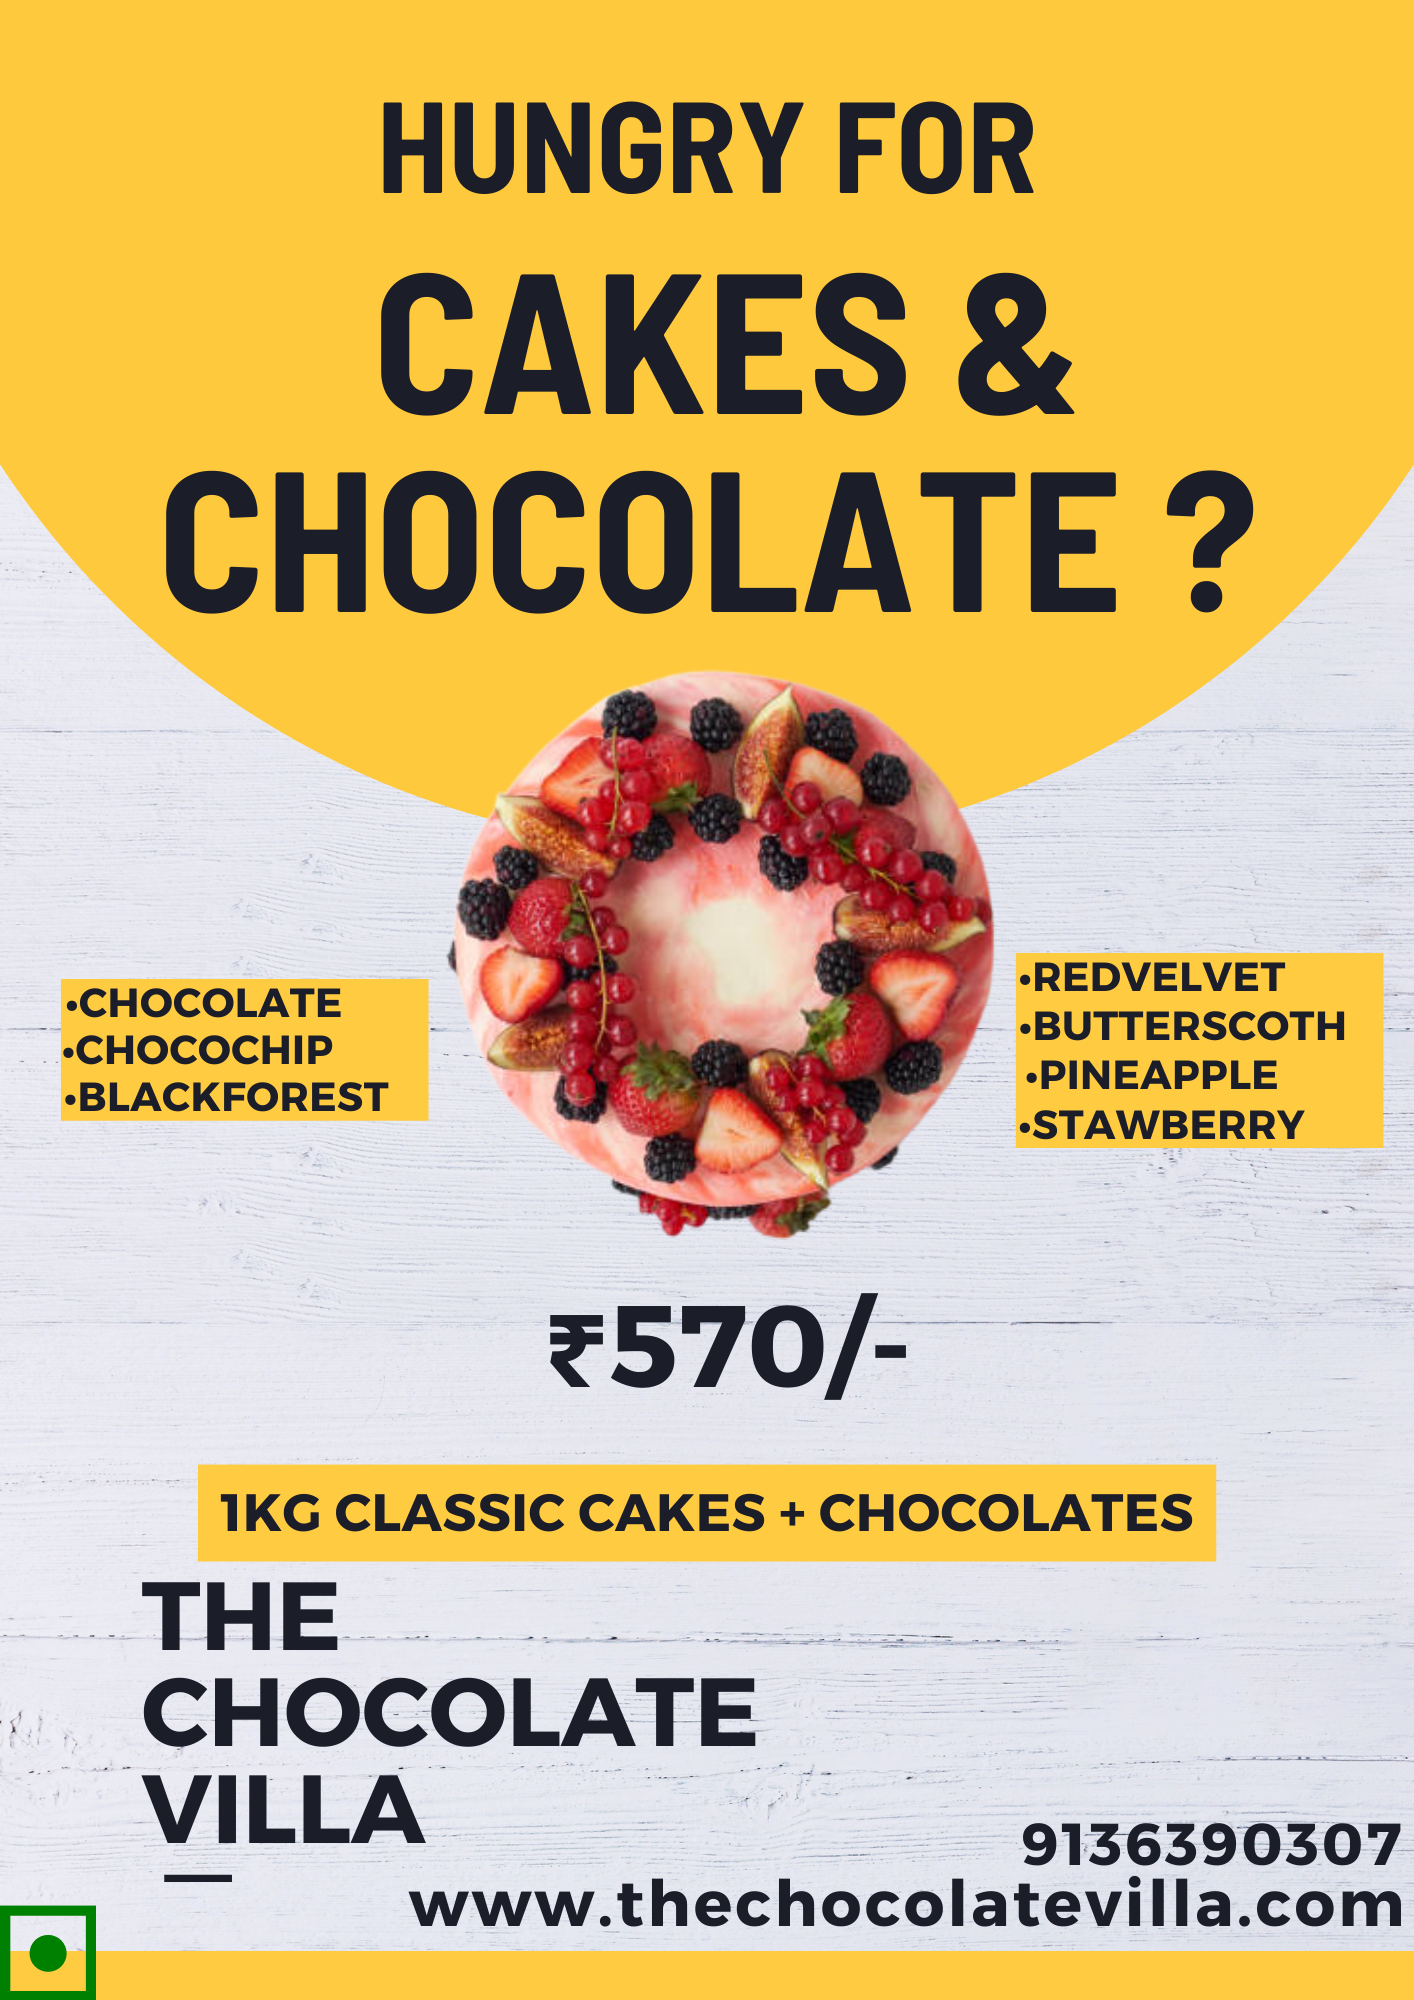 HUNGRY FOR
CAKES &
CHOCOLATE ?
•CHOCOLATE
•CHOCOCHIP
•BLACKFOREST
•REDVELVET
•BUTTERSCOTH
•PINEAPPLE
•STAWBERRY
₹570/-
1KG CLASSIC CAKES + CHOCOLATES
THE
CHOCOLATE
VILLA
9136390307
www.thechocolatevilla.com